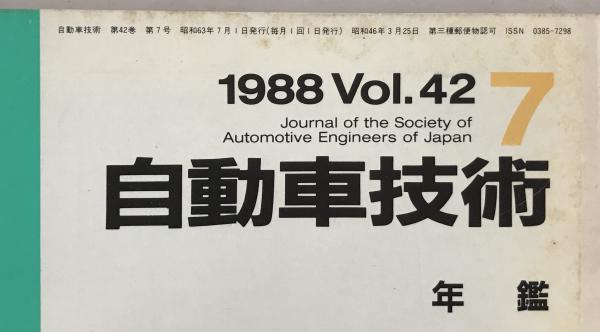 自動車技術 第42巻 第7号 昭和63年7月1日発行(毎月1回1日発行) 昭和46年3月25日 第三種郵便物認可 ISSN 0385-7298
1988 Vol.42 7
Journal of the Society of
Automotive Engineers of Japan
自動車技術
年鑑